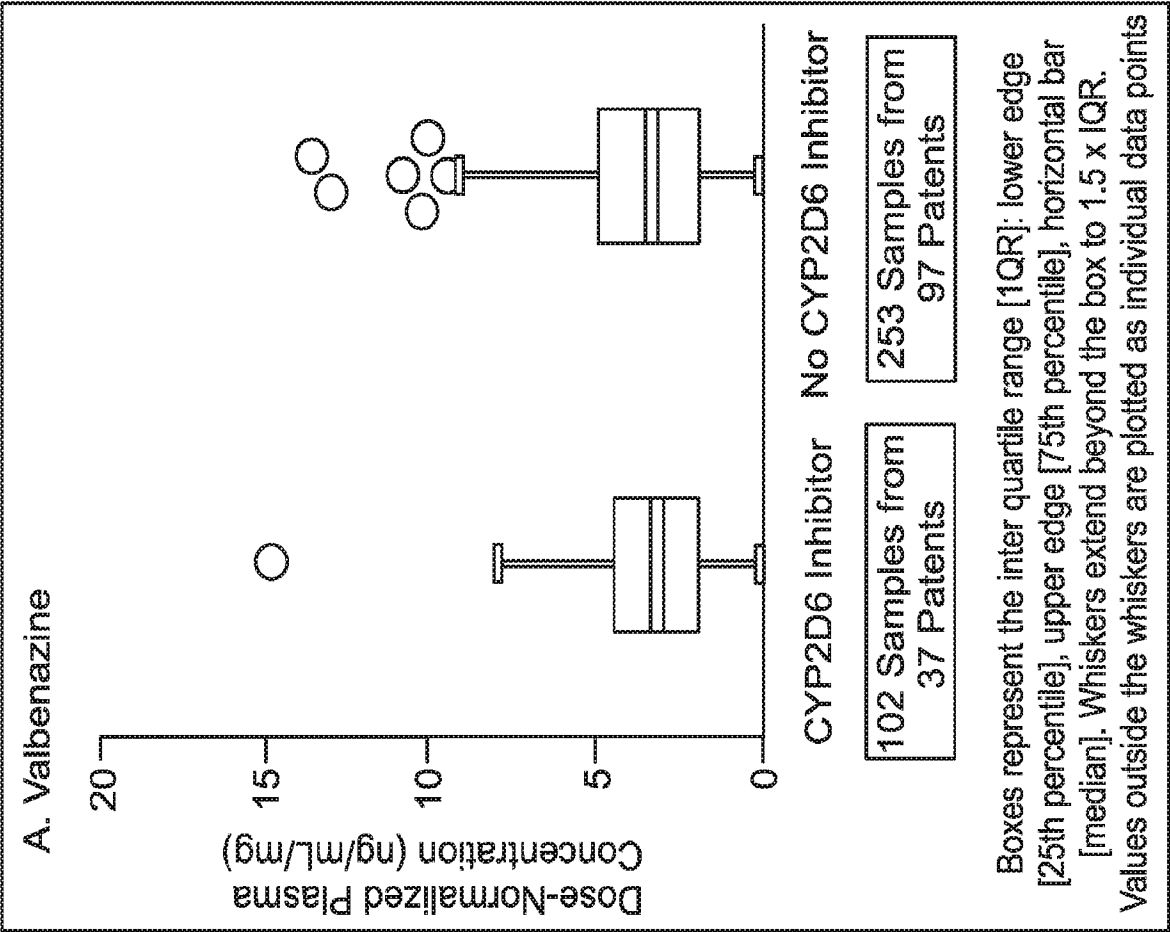 A. Valbenazine
Dose-Normalized Plasma
Concentration (ng/mL/mg)
20
15
10
5
0
CYP2D6 Inhibitor
No CYP2D6 Inhibitor
102 Samples from
37 Patents
253 Samples from
97 Patents
Boxes represent the inter quartile range [1QR]: lower edge
[25th percentile], upper edge [75th percentile], horizontal bar
[median]. Whiskers extend beyond the box to 1.5 x IQR.
Values outside the whiskers are plotted as individual data points